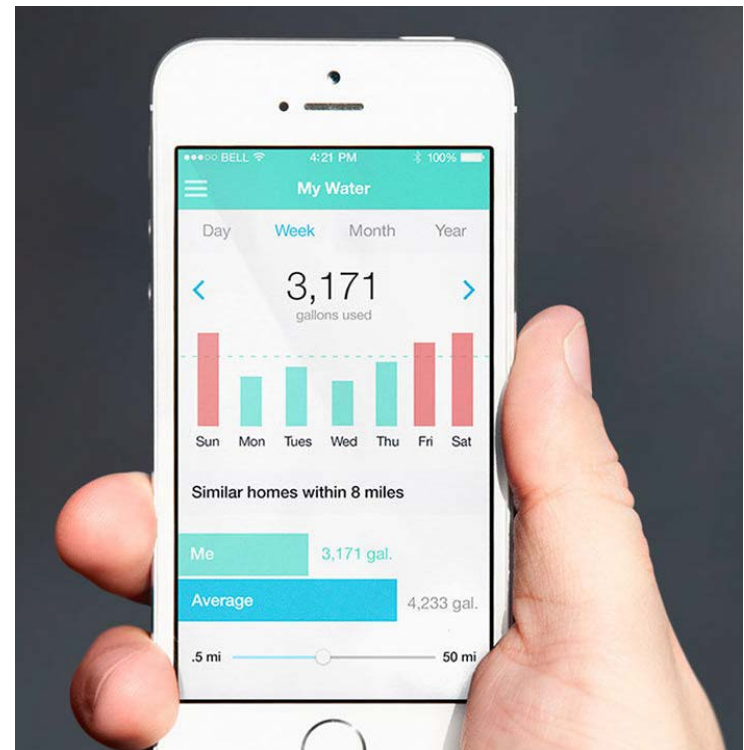 BELL 4:21 PM 100%
My Water
Day Week Month Year
3,171
gallons used
Sun Mon Tues Wed Thu Fri Sat
Similar homes within 8 miles
Me 3,171 gal.
Average 4,233 gal.
.5 mi 50 mi